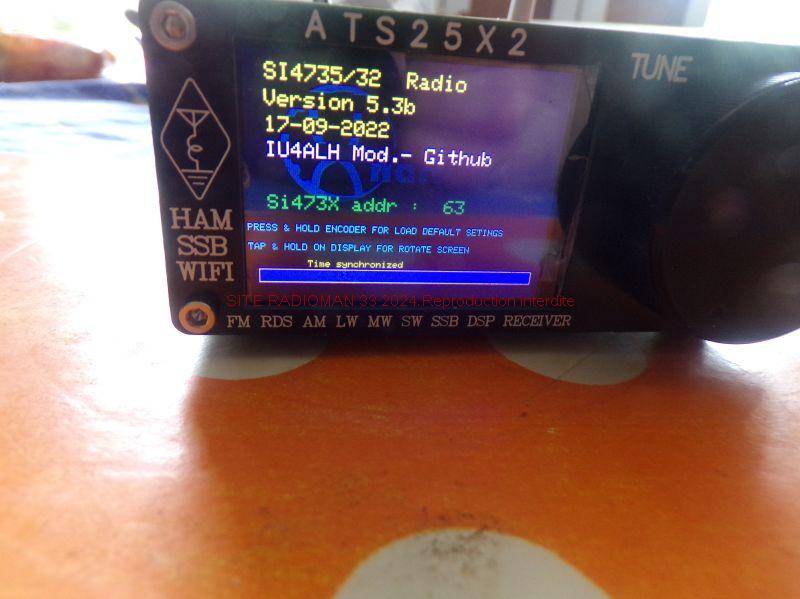 ATS25X2
TUNE
SI4735/32 Radio
Version 5.3b
17-09-2022
IU4ALH Mod.- Github
Si473X addr : 63
PRESS & HOLD ENCODER FOR LOAD DEFAULT SETINGS
TAP & HOLD ON DISPLAY FOR ROTATE SCREEN
Time synchronized
HAM
SSB
WIFI
SITE RADIOMAN 33 2024 Reproduction interdite
FM RDS AM LW MW SW SSB DSP RECEIVER